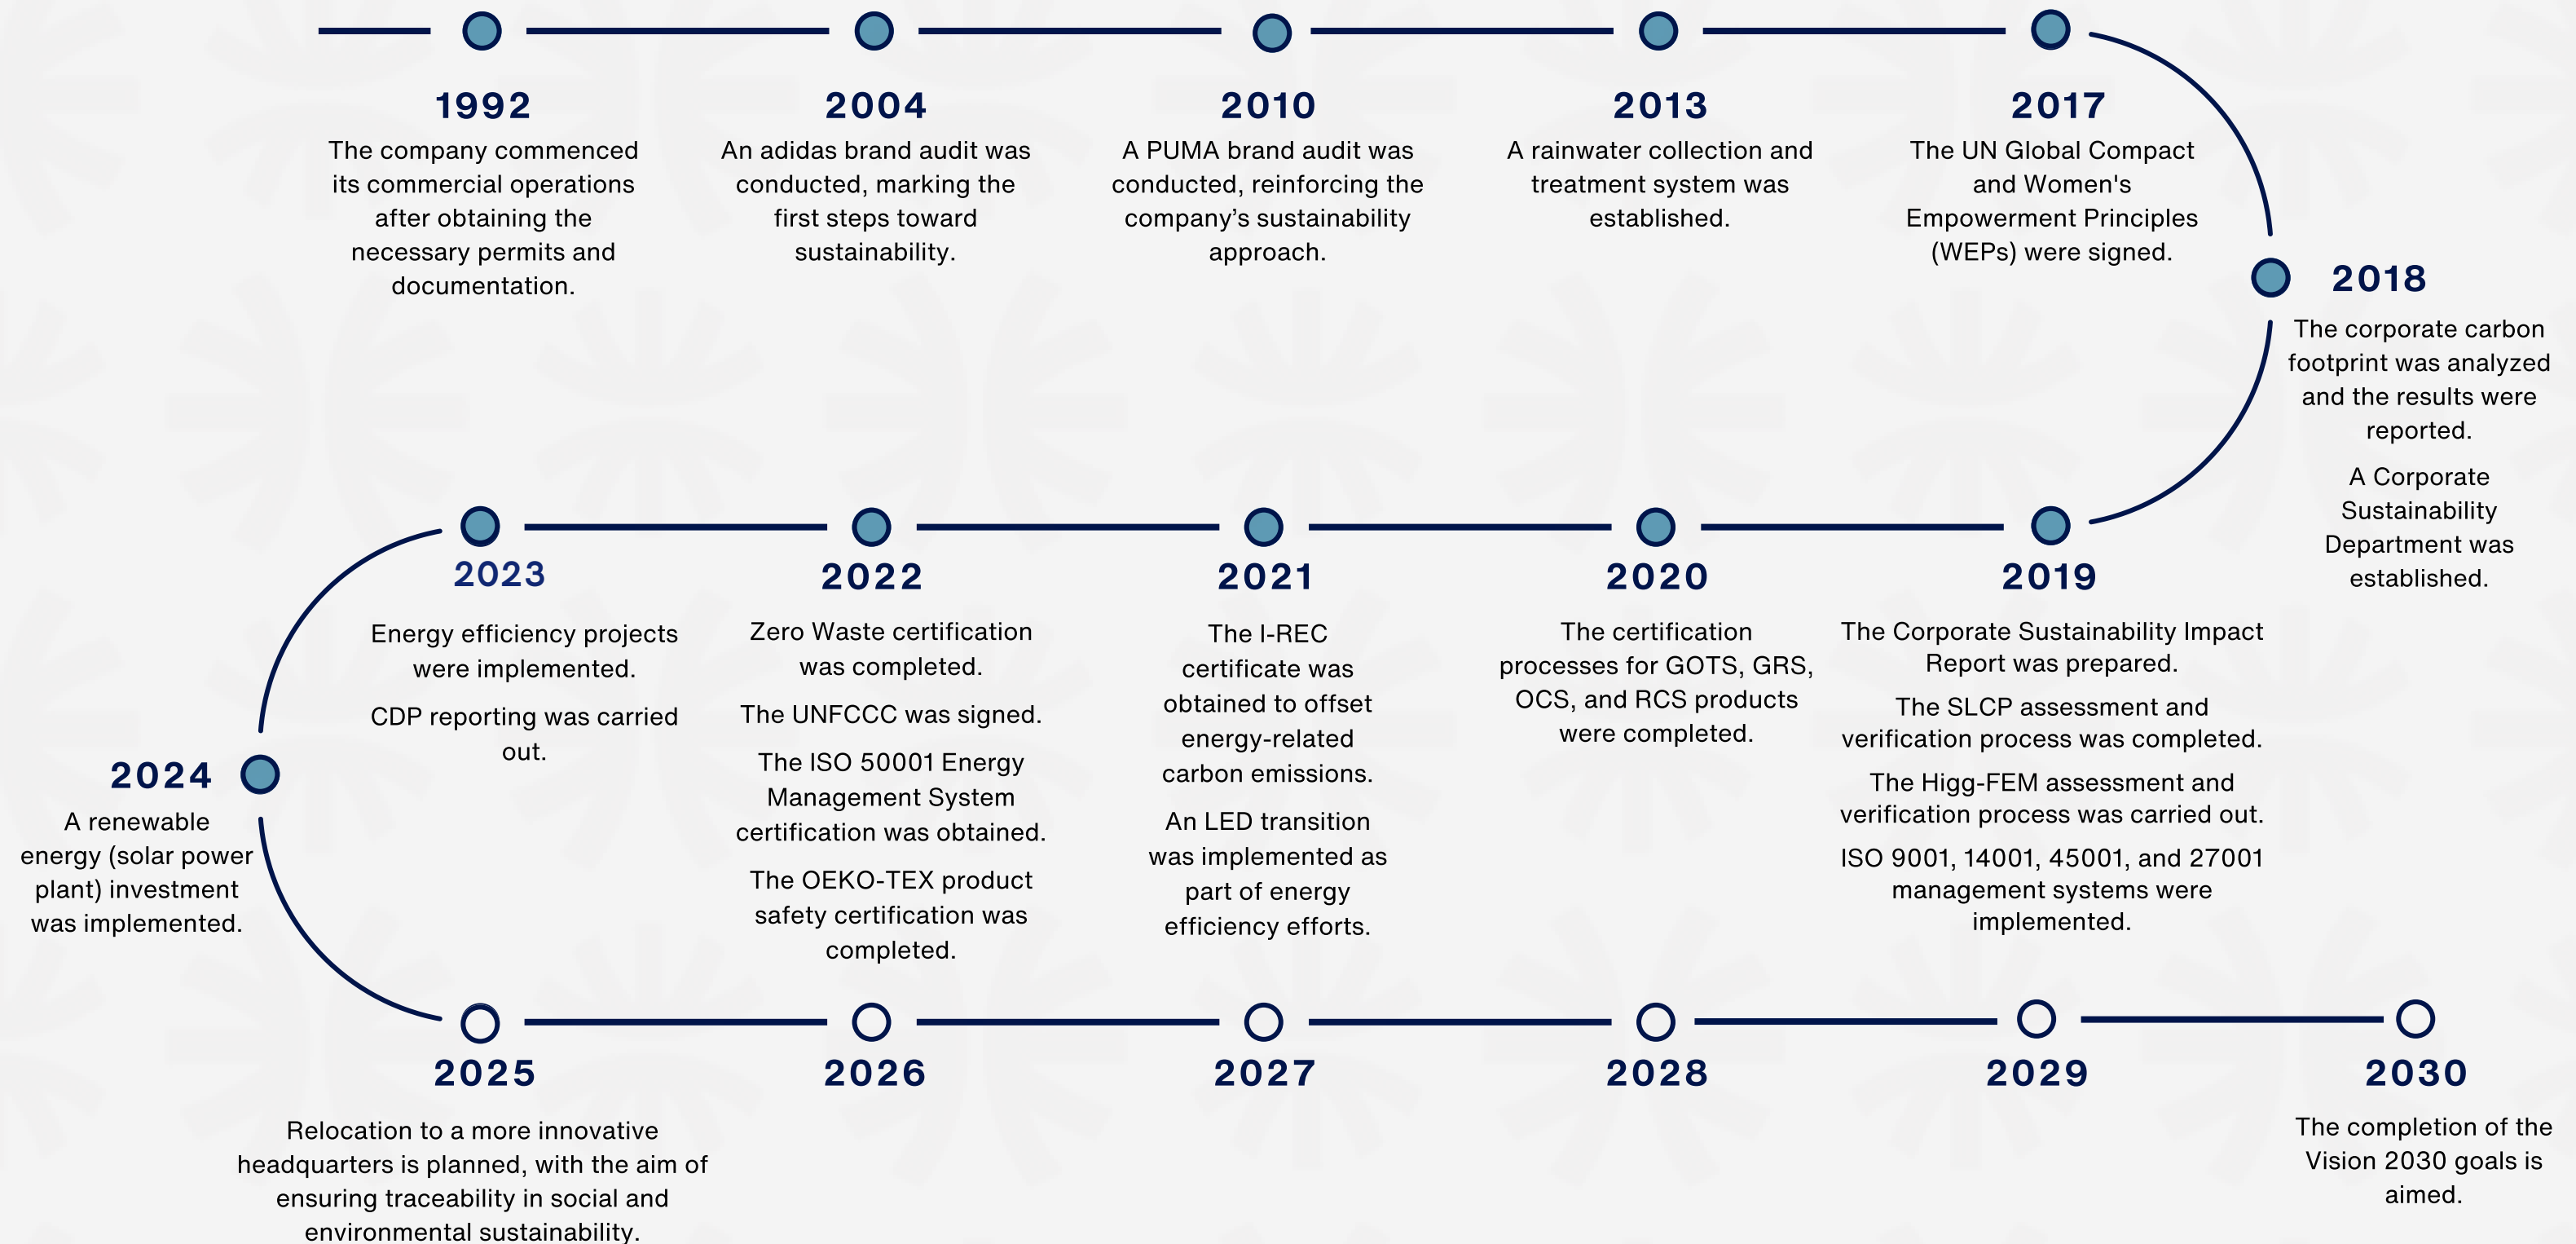 1992
The company commenced
its commercial operations
after obtaining the
necessary permits and
documentation.
2004
An adidas brand audit was
conducted, marking the
first steps toward
sustainability.
2010
A PUMA brand audit was
conducted, reinforcing the
company’s sustainability
approach.
2013
A rainwater collection and
treatment system was
established.
2017
The UN Global Compact
and Women's
Empowerment Principles
(WEPs) were signed.
2018
The corporate carbon
footprint was analyzed
and the results were
reported.
A Corporate
Sustainability
Department was
established.
2019
The Corporate Sustainability Impact
Report was prepared.
The SLCP assessment and
verification process was completed.
The Higg-FEM assessment and
verification process was carried out.
ISO 9001, 14001, 45001, and 27001
management systems were
implemented.
2020
The certification
processes for GOTS, GRS,
OCS, and RCS products
were completed.
2021
The I-REC
certificate was
obtained to offset
energy-related
carbon emissions.
An LED transition
was implemented as
part of energy
efficiency efforts.
2022
Zero Waste certification
was completed.
The UNFCCC was signed.
The ISO 50001 Energy
Management System
certification was obtained.
The OEKO-TEX product
safety certification was
completed.
2023
Energy efficiency projects
were implemented.
CDP reporting was carried
out.
2024
A renewable
energy (solar power
plant) investment
was implemented.
2025
Relocation to a more innovative
headquarters is planned, with the aim of
ensuring traceability in social and
environmental sustainability.
2026
2027
2028
2029
2030
The completion of the
Vision 2030 goals is
aimed.